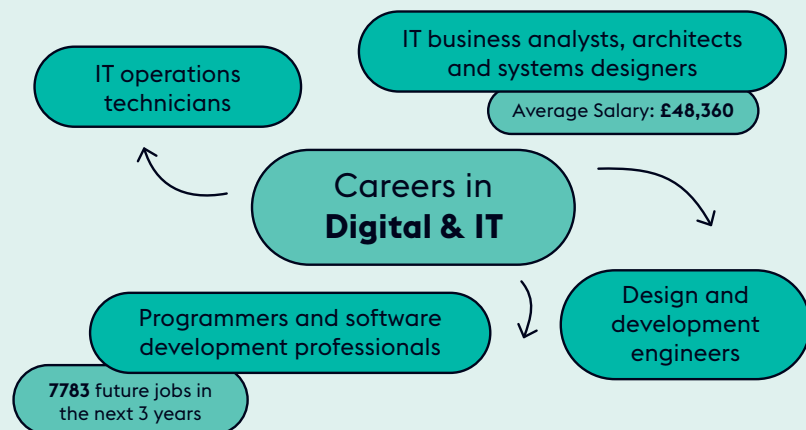 IT operations
technicians
IT business analysts, architects
and systems designers
Average Salary: £48,360
Careers in
Digital & IT
Programmers and software
development professionals
7783 future jobs in
the next 3 years
Design and
development
engineers